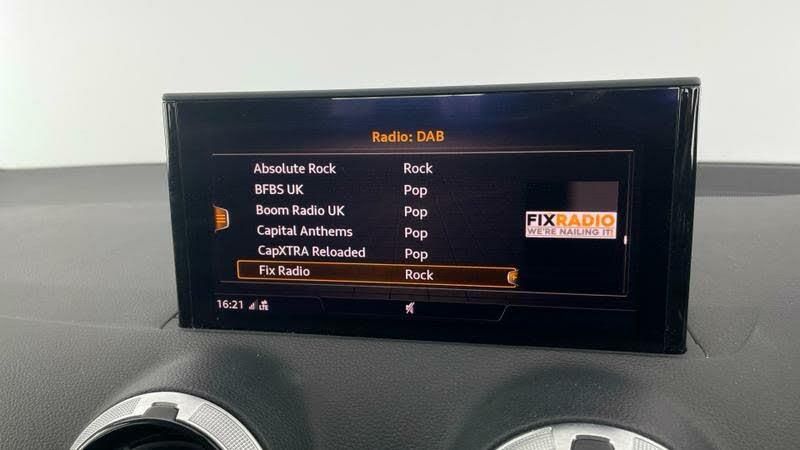 Radio: DAB
Absolute Rock Rock
BFBS UK Pop
Boom Radio UK Pop
Capital Anthems Pop
CapXTRA Reloaded Pop
Fix Radio Rock
FIXRADIO
WE'RE NAILING IT!
16:21 LTE